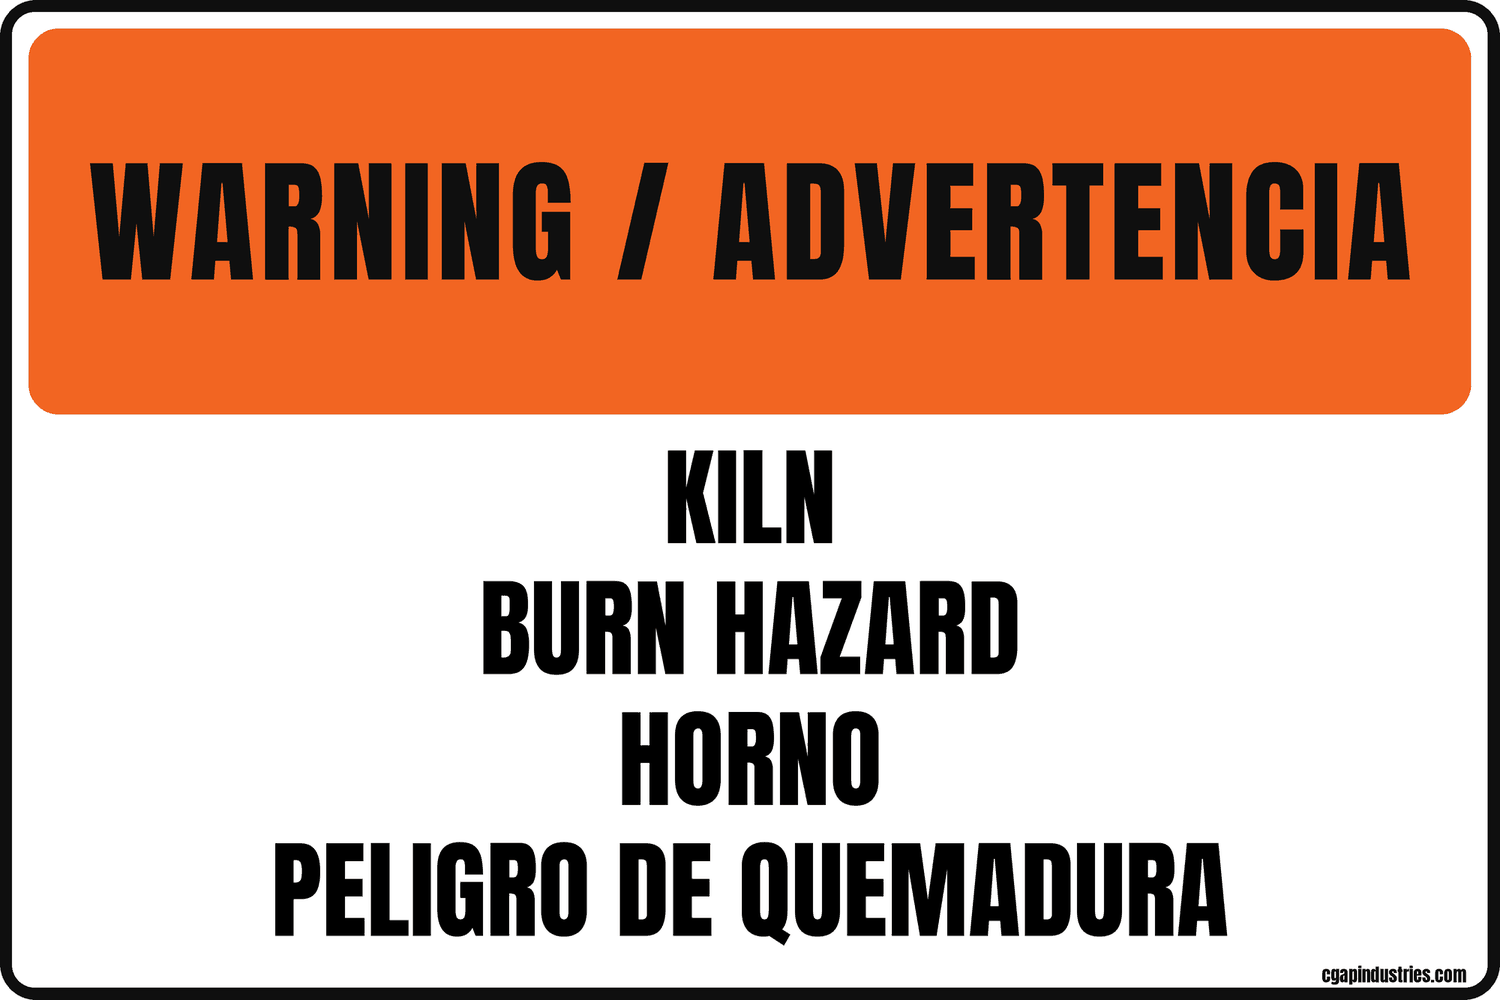 WARNING / ADVERTENCIA
KILN
BURN HAZARD
HORNO
PELIGRO DE QUEMADURA
cgapindustries.com